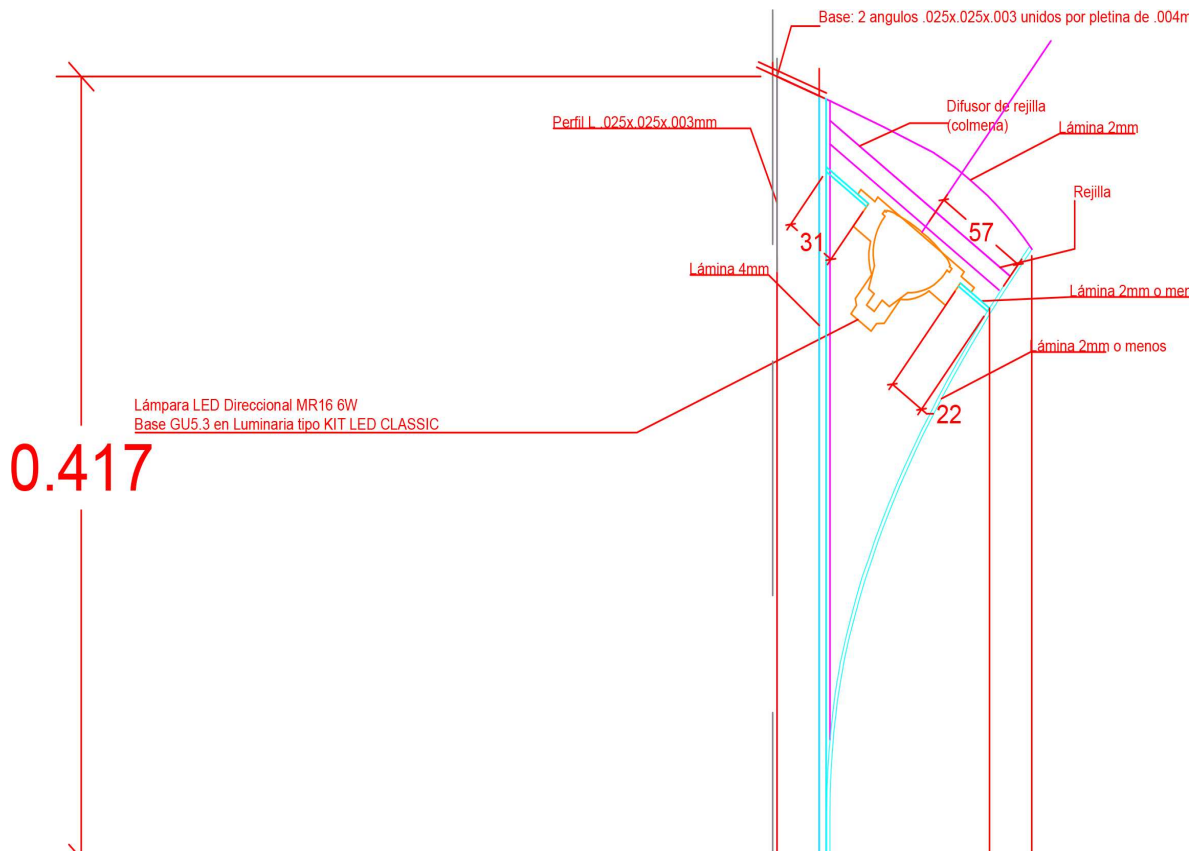 Base: 2 angulos .025x.025x.003 unidos por pletina de .004m
Difusor de rejilla
(colmena)
Perfil L .025x.025x.003mm
Lámina 2mm
Rejilla
31
57
Lámina 4mm
Lámina 2mm o men
Lámina 2mm o menos
Lámpara LED Direccional MR16 6W
Base GU5.3 en Luminaria tipo KIT LED CLASSIC
22
0.417